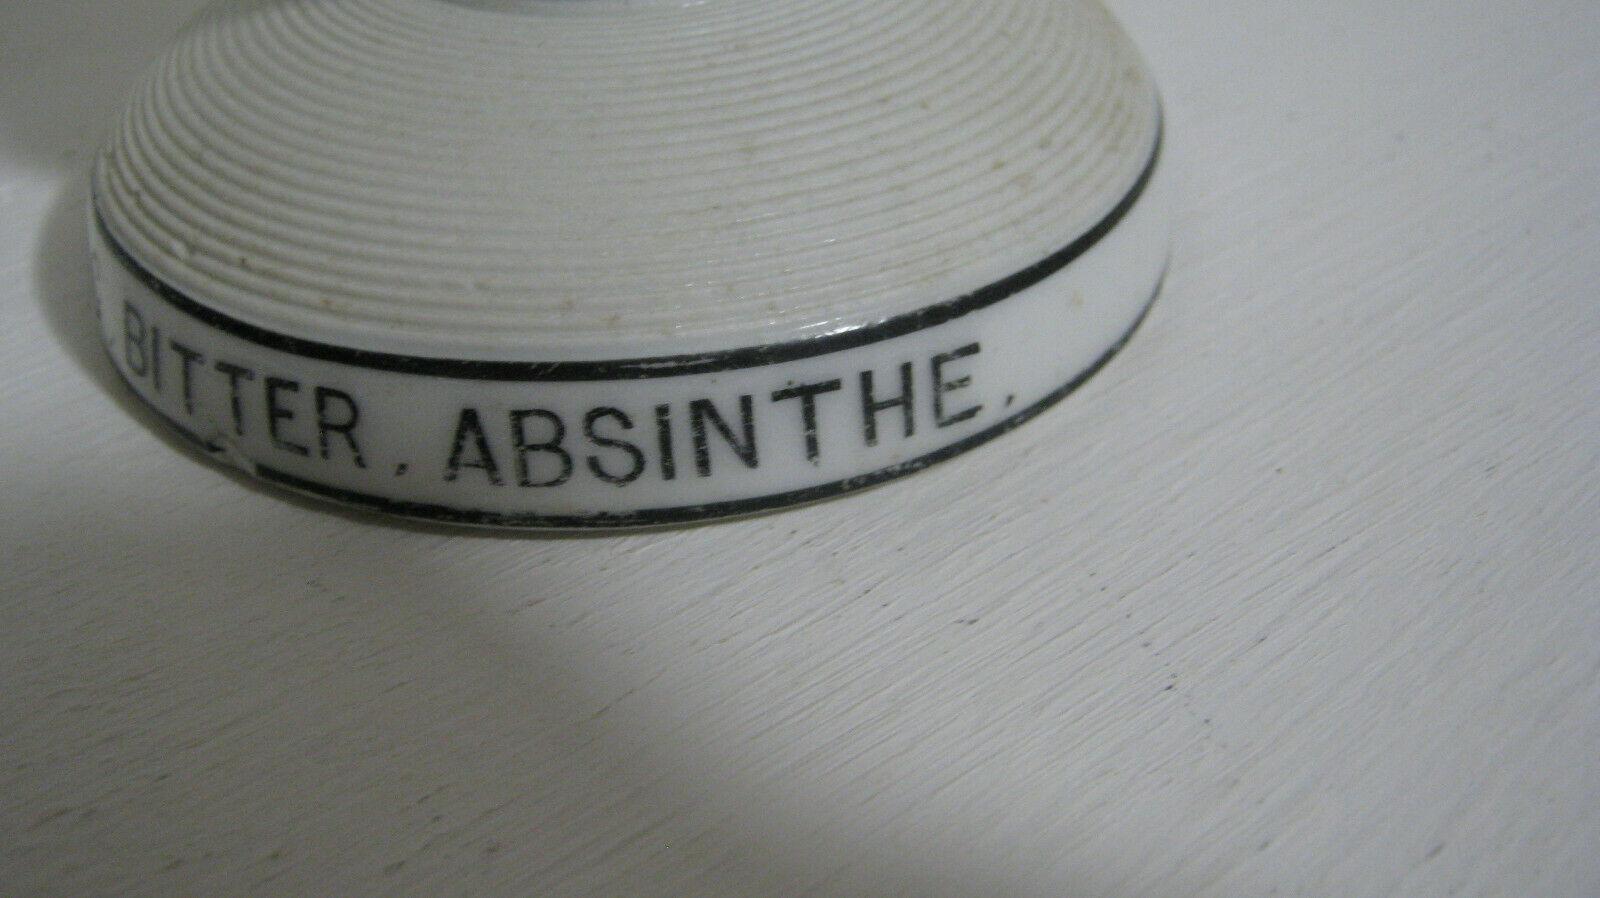 , BITTER, ABSINTHE.